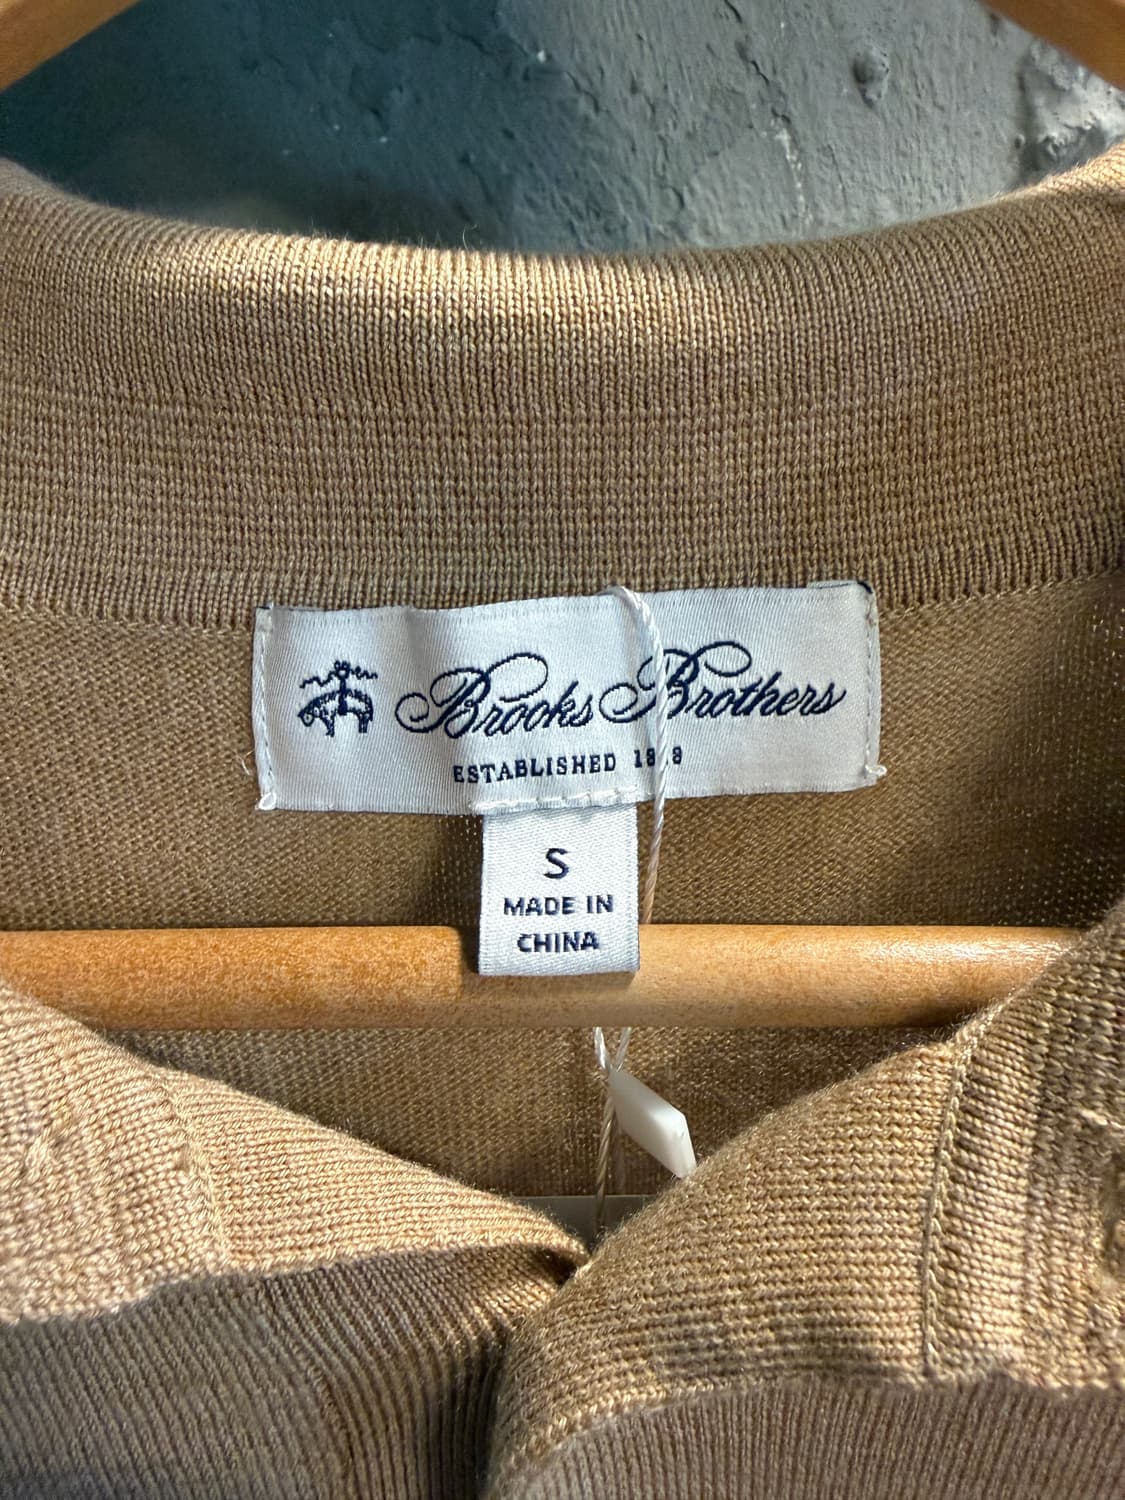 Brooks Brothers
ESTABLISHED
S
MADE IN
CHINA